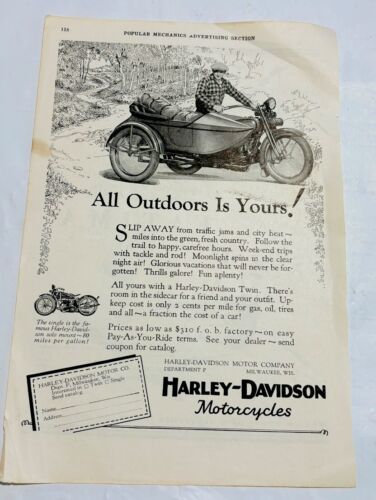 118
POPULAR MECHANICS ADVERTISING SECTION
All Outdoors Is Yours!
SLIP AWAY from traffic jams and city heat—
miles into the green, fresh country. Follow the
trail to happy, carefree hours. Week-end trips
with tackle and rod! Moonlight spins in the clear
night air! Glorious vacations that will never be for-
gotten! Thrills galore! Fun aplenty!
All yours with a Harley-Davidson Twin. There's
room in the sidecar for a friend and your outfit. Up-
keep cost is only 2 cents per mile for gas, oil, tires
and all — a fraction the cost of a car!
Prices as low as $310 f. o. b. factory — on easy
Pay-As-You-Ride terms. See your dealer — send
coupon for catalog.
The single is the fa-
mous Harley-David-
son solo mount — 80
miles per gallon!
HARLEY-DAVIDSON MOTOR COMPANY
DEPARTMENT P MILWAUKEE, WIS.
HARLEY-DAVIDSON
Motorcycles
HARLEY-DAVIDSON MOTOR CO.
Dept. P, Milwaukee, Wis.
Interested in Twin Single
Send catalog.
Name
Address